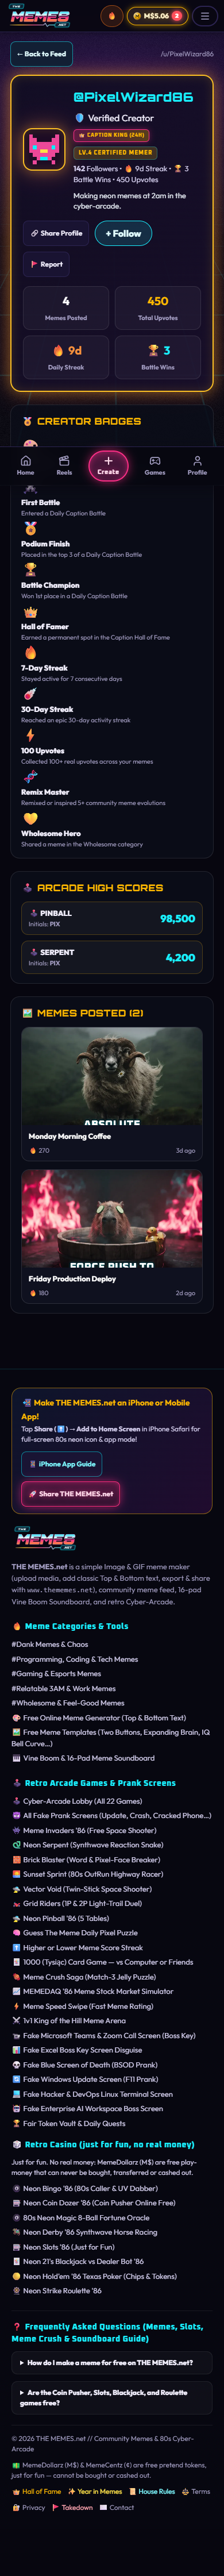 THE
MEMES
M$5.06
2
← Back to Feed
/u/PixelWizard86
@PixelWizard86
Verified Creator
CAPTION KING (24H)
LV.4 CERTIFIED MEMER
142 Followers • 9d Streak • 3
Battle Wins • 450 Upvotes
Making neon memes at 2am in the
cyber-arcade.
Share Profile
+ Follow
Report
4
Memes Posted
450
Total Upvotes
9d
Daily Streak
3
Battle Wins
CREATOR BADGES
Home
Reels
Create
Games
Profile
First Battle
Entered a Daily Caption Battle
Podium Finish
Placed in the top 3 of a Daily Caption Battle
Battle Champion
Won 1st place in a Daily Caption Battle
Hall of Famer
Earned a permanent spot in the Caption Hall of Fame
7-Day Streak
Stayed active for 7 consecutive days
30-Day Streak
Reached an epic 30-day activity streak
100 Upvotes
Collected 100+ real upvotes across your memes
Remix Master
Remixed or inspired 5+ community meme evolutions
Wholesome Hero
Shared a meme in the Wholesome category
ARCADE HIGH SCORES
PINBALL
Initials: PIX
98,500
SERPENT
Initials: PIX
4,200
MEMES POSTED (2)
ABSOLUTE
Monday Morning Coffee
270
3d ago
FORCE PUSH TO
Friday Production Deploy
180
2d ago
Make THE MEMES.net an iPhone or Mobile
App!
Tap Share (⬆️) → Add to Home Screen in iPhone Safari for
full-screen 80s neon icon & app mode!
iPhone App Guide
Share THE MEMES.net
THE
MEMES
THE MEMES.net is a simple Image & GIF meme maker
(upload media, add classic Top & Bottom text, export & share
with www.thememes.net), community meme feed, 16-pad
Vine Boom Soundboard, and retro Cyber-Arcade.
Meme Categories & Tools
#Dank Memes & Chaos
#Programming, Coding & Tech Memes
#Gaming & Esports Memes
#Relatable 3AM & Work Memes
#Wholesome & Feel-Good Memes
Free Online Meme Generator (Top & Bottom Text)
Free Meme Templates (Two Buttons, Expanding Brain, IQ
Bell Curve…)
Vine Boom & 16-Pad Meme Soundboard
Retro Arcade Games & Prank Screens
Cyber-Arcade Lobby (All 22 Games)
All Fake Prank Screens (Update, Crash, Cracked Phone…)
Meme Invaders '86 (Free Space Shooter)
Neon Serpent (Synthwave Reaction Snake)
Brick Blaster (Word & Pixel-Face Breaker)
Sunset Sprint (80s OutRun Highway Racer)
Vector Void (Twin-Stick Space Shooter)
Grid Riders (1P & 2P Light-Trail Duel)
Neon Pinball '86 (5 Tables)
Guess The Meme Daily Pixel Puzzle
Higher or Lower Meme Score Streak
1000 (Tysiąc) Card Game — vs Computer or Friends
Meme Crush Saga (Match-3 Jelly Puzzle)
MEMEDAQ '86 Meme Stock Market Simulator
Meme Speed Swipe (Fast Meme Rating)
1v1 King of the Hill Meme Arena
Fake Microsoft Teams & Zoom Call Screen (Boss Key)
Fake Excel Boss Key Screen Disguise
Fake Blue Screen of Death (BSOD Prank)
Fake Windows Update Screen (F11 Prank)
Fake Hacker & DevOps Linux Terminal Screen
Fake Enterprise AI Workspace Boss Screen
Fair Token Vault & Daily Quests
Retro Casino (just for fun, no real money)
Just for fun. No real money: MemeDollarz (M$) are free play-
money that can never be bought, transferred or cashed out.
Neon Bingo '86 (80s Caller & UV Dabber)
Neon Coin Dozer '86 (Coin Pusher Online Free)
80s Neon Magic 8-Ball Fortune Oracle
Neon Derby '86 Synthwave Horse Racing
Neon Slots '86 (Just for Fun)
Neon 21's Blackjack vs Dealer Bot '86
Neon Hold'em '86 Texas Poker (Chips & Tokens)
Neon Strike Roulette '86
Frequently Asked Questions (Memes, Slots,
Meme Crush & Soundboard Guide)
▸ How do I make a meme for free on THE MEMES.net?
▸ Are the Coin Pusher, Slots, Blackjack, and Roulette
games free?
© 2026 THE MEMES.net // Community Memes & 80s Cyber-
Arcade
MemeDollarz (M$) & MemeCentz (¢) are free pretend tokens,
just for fun — cannot be bought or cashed out.
Hall of Fame
Year in Memes
House Rules
Terms
Privacy
Takedown
Contact